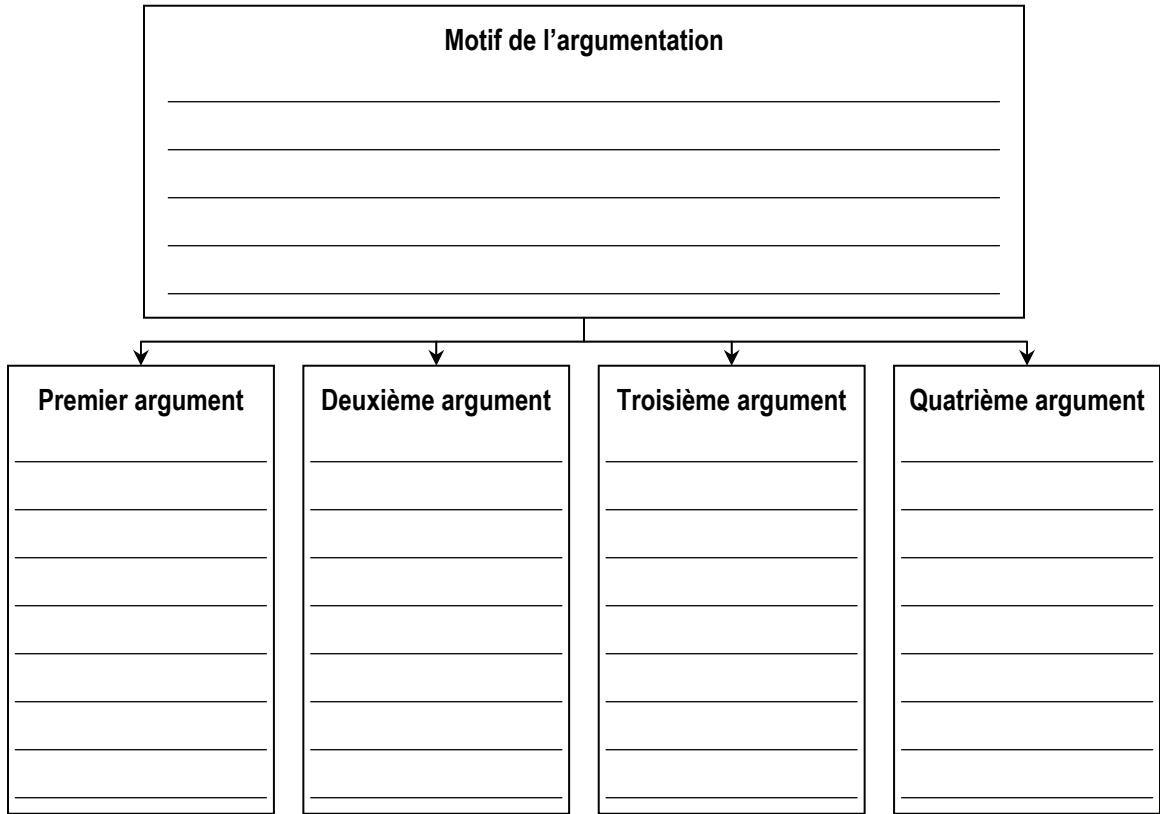 Motif de l’argumentation
Premier argument
Deuxième argument
Troisième argument
Quatrième argument